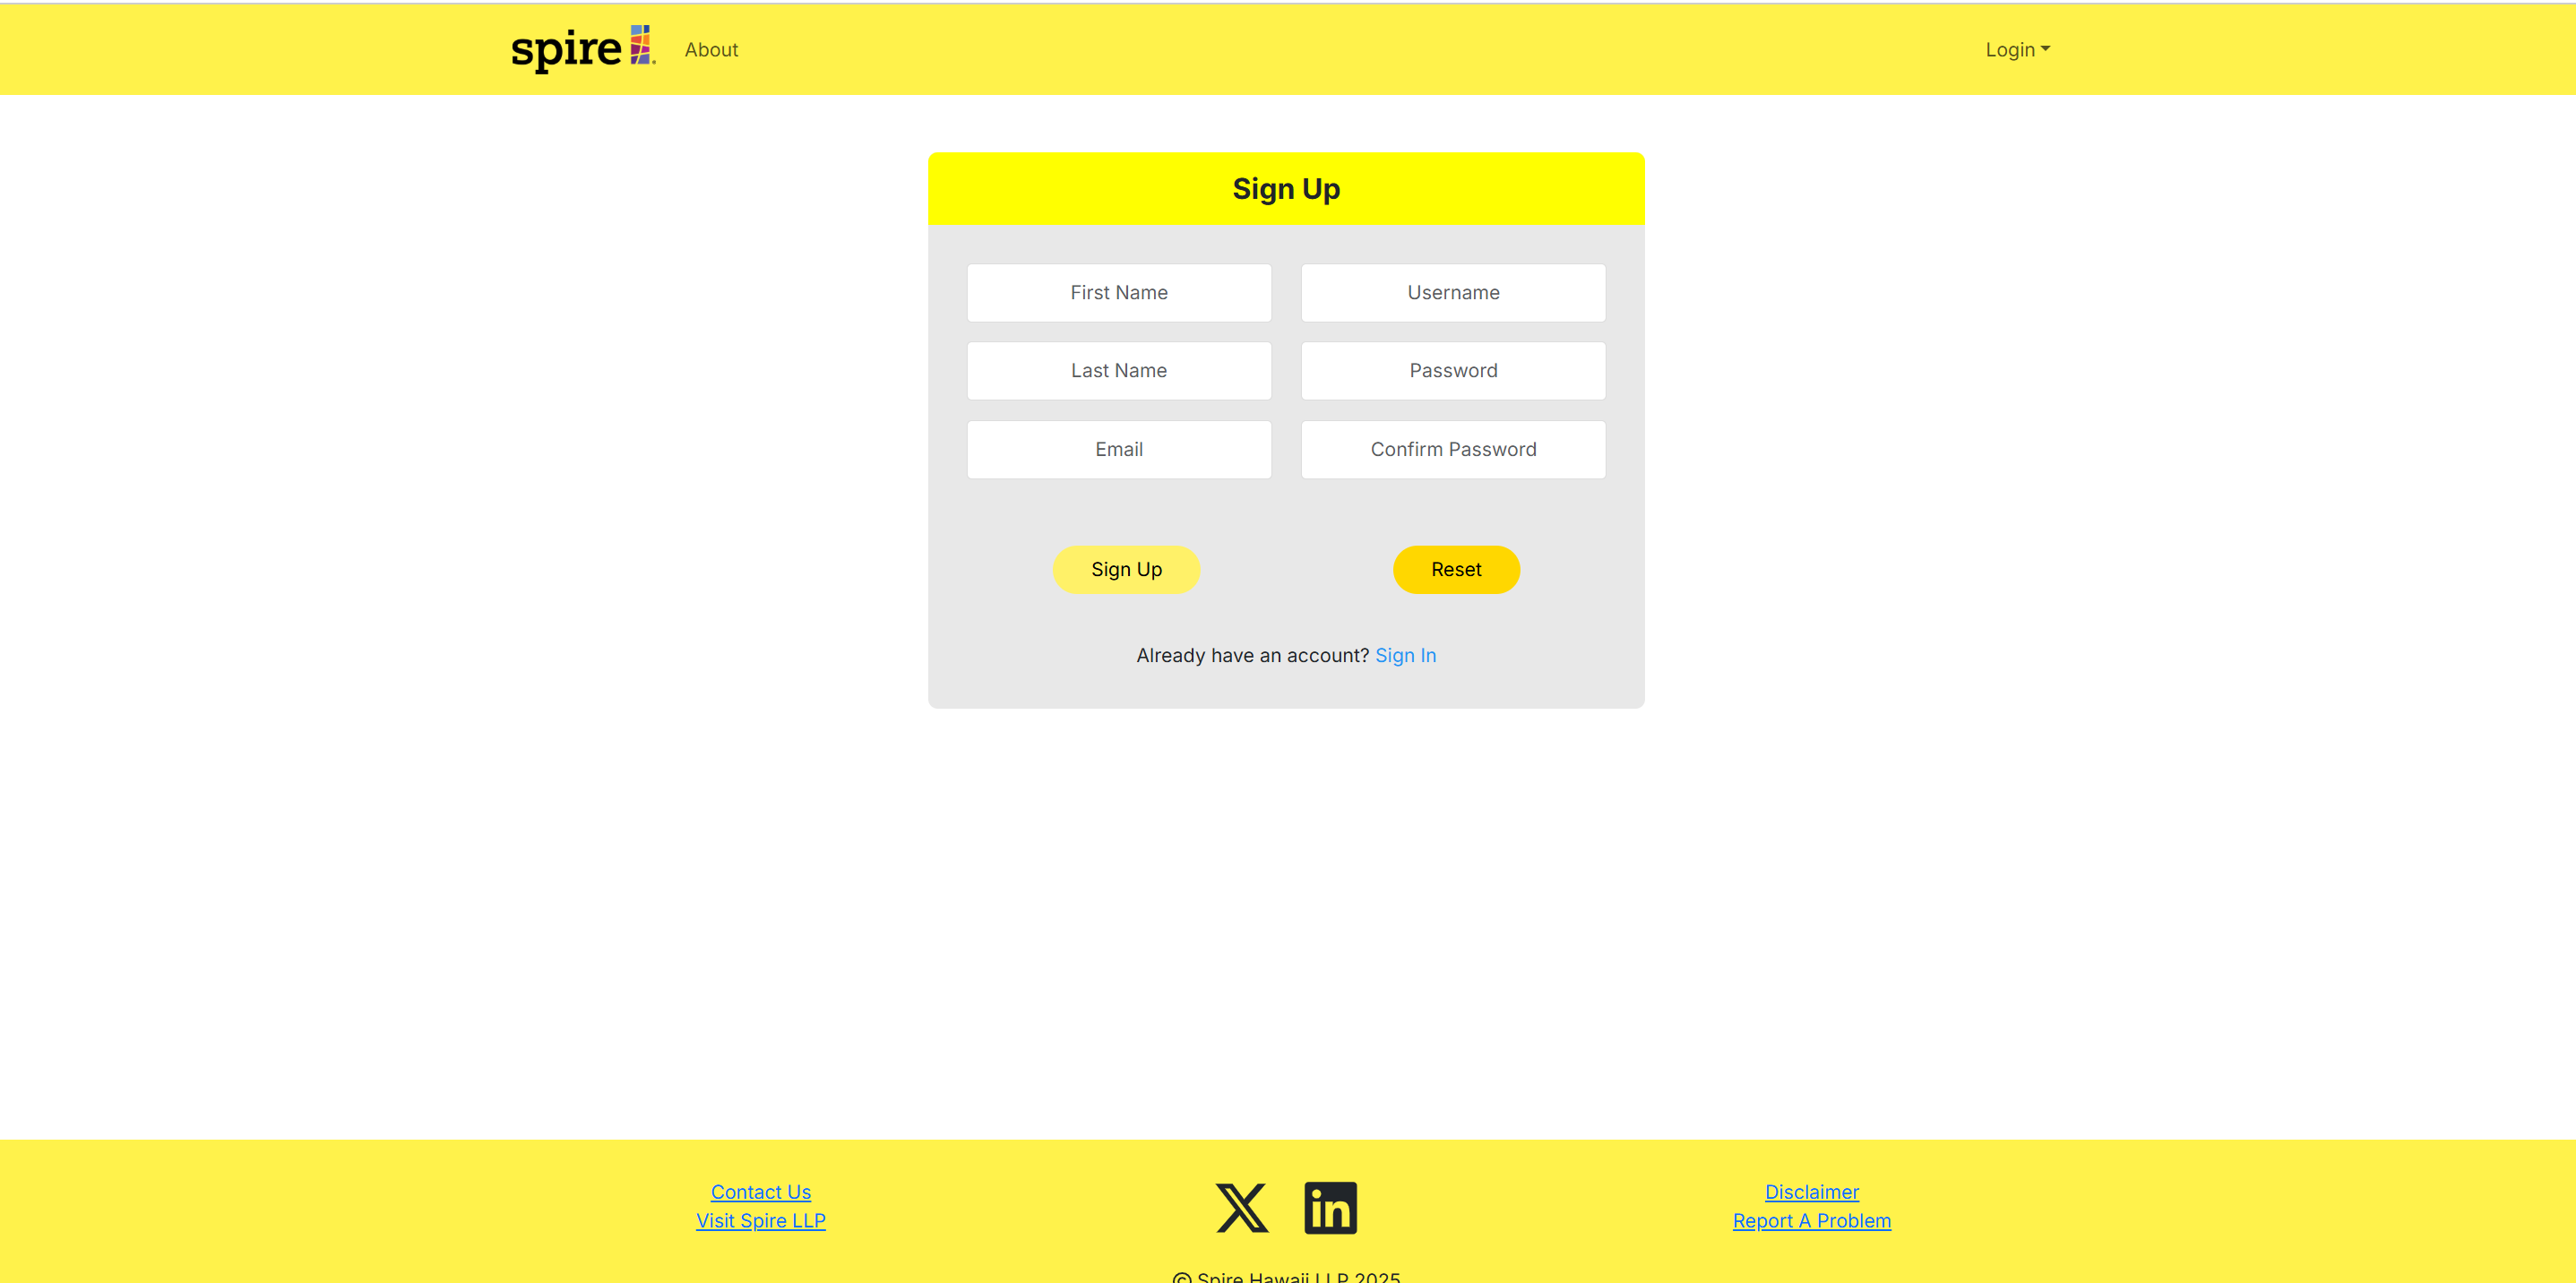 spire
About
Login
Sign Up
First Name
Username
Last Name
Password
Email
Confirm Password
Sign Up
Reset
Already have an account? Sign In
Contact Us
Visit Spire LLP
Disclaimer
Report A Problem
© Spire Hawaii LLP 2025